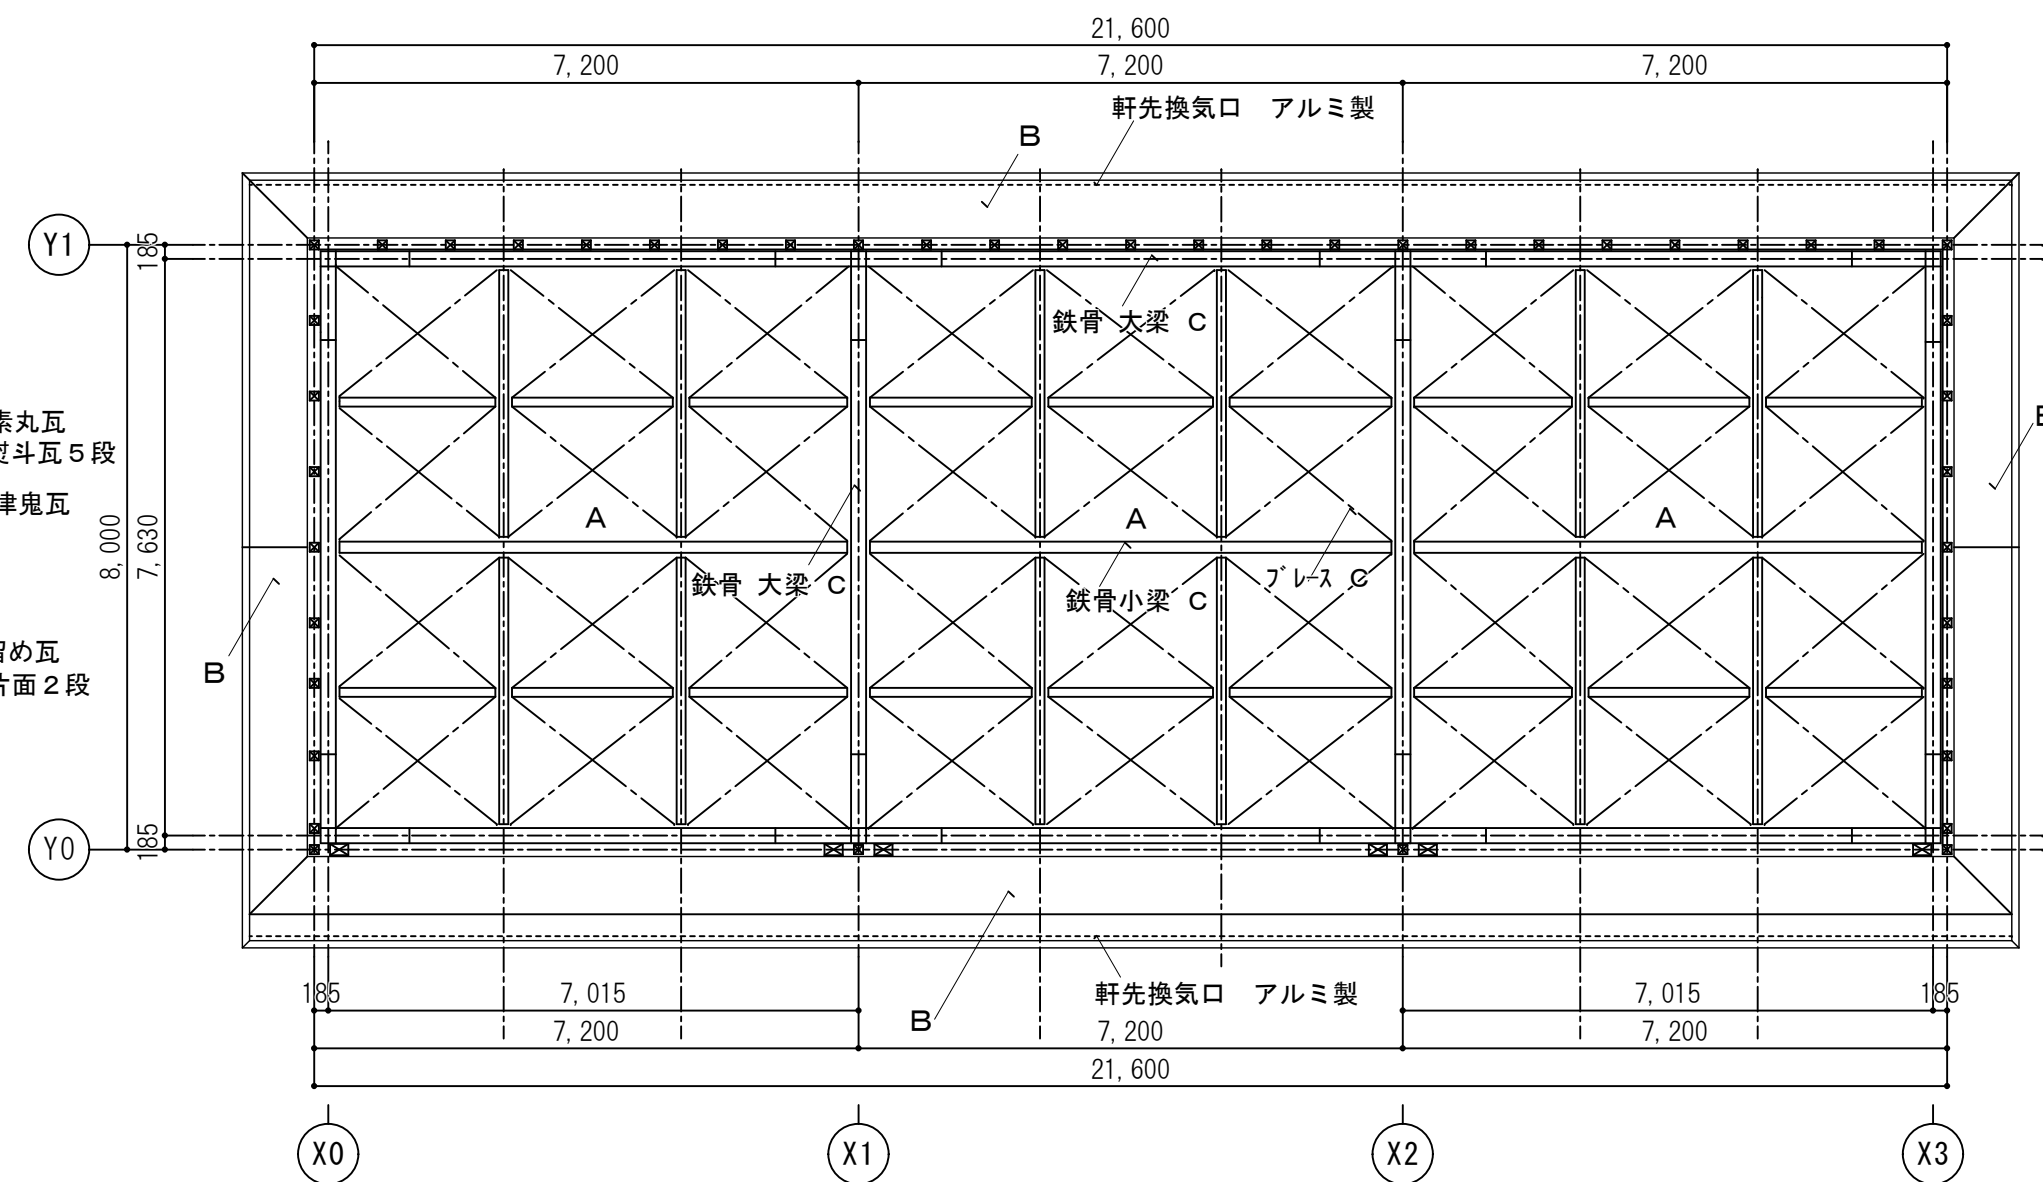 21,600
7,200
7,200
7,200
軒先換気口　アルミ製
B
Y1
185
鉄骨 大梁 C
素丸瓦
熨斗瓦５段
津鬼瓦
8,000
7,630
A
A
A
B
鉄骨 大梁 C
鉄骨小梁 C
ﾌﾞﾚｰｽ C
留め瓦
片面２段
B
Y0
185
185
7,015
軒先換気口　アルミ製
7,015
185
B
7,200
7,200
7,200
21,600
X0
X1
X2
X3